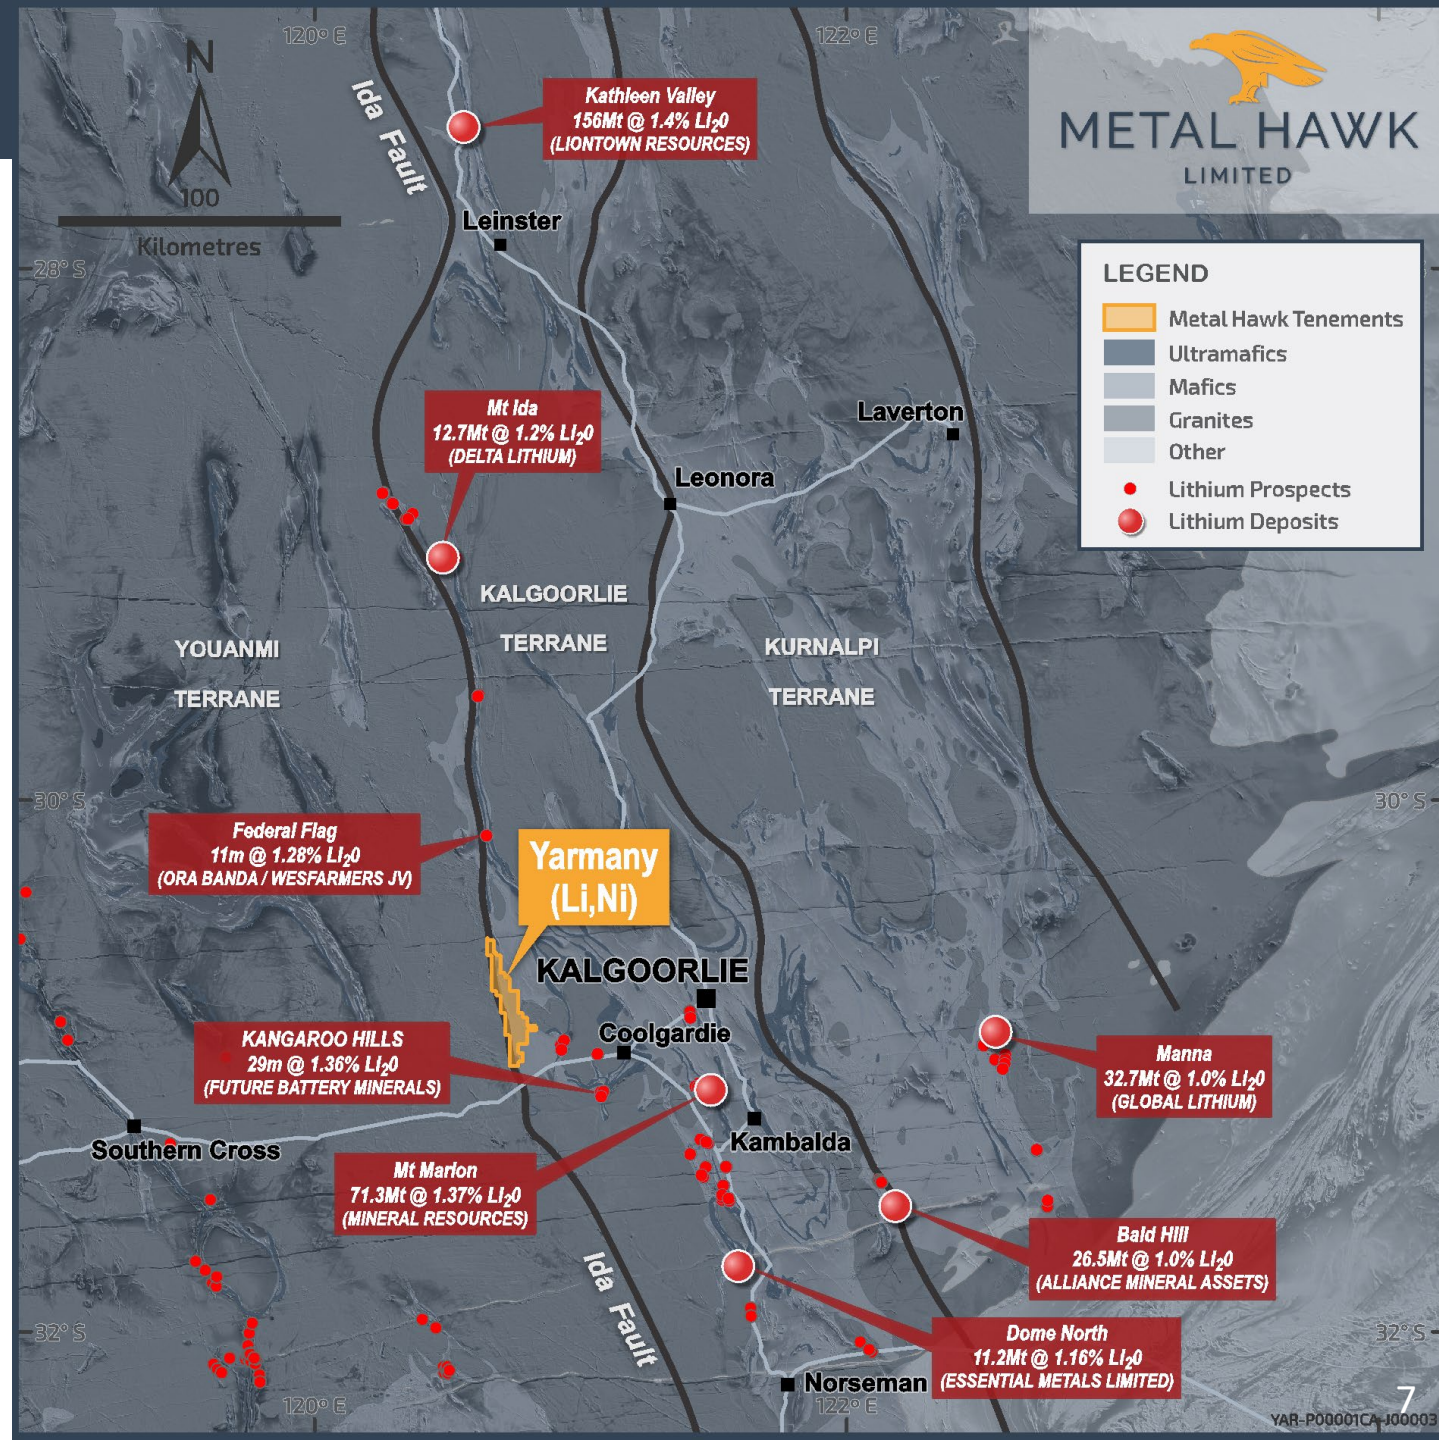 120° E
122° E
N
100
Kilometres
METAL HAWK
LIMITED
Ida Fault
Kathleen Valley
156Mt @ 1.4% LI₂0
(LIONTOWN RESOURCES)
Leinster
28° S
LEGEND
Metal Hawk Tenements
Ultramafics
Mafics
Granites
Other
Lithium Prospects
Lithium Deposits
Mt Ida
12.7Mt @ 1.2% LI₂0
(DELTA LITHIUM)
Laverton
Leonora
KALGOORLIE
TERRANE
YOUANMI
TERRANE
KURNALPI
TERRANE
30° S
30° S
Federal Flag
11m @ 1.28% LI₂0
(ORA BANDA / WESFARMERS JV)
Yarmany
(Li,Ni)
KALGOORLIE
Coolgardie
KANGAROO HILLS
29m @ 1.36% LI₂0
(FUTURE BATTERY MINERALS)
Manna
32.7Mt @ 1.0% LI₂0
(GLOBAL LITHIUM)
Southern Cross
Kambalda
Mt Marion
71.3Mt @ 1.37% LI₂0
(MINERAL RESOURCES)
Bald Hill
26.5Mt @ 1.0% LI₂0
(ALLIANCE MINERAL ASSETS)
Ida Fault
32° S
32° S
Dome North
11.2Mt @ 1.16% LI₂0
(ESSENTIAL METALS LIMITED)
Norseman
120° E
122° E
7
YAR-P00001CA-J00003